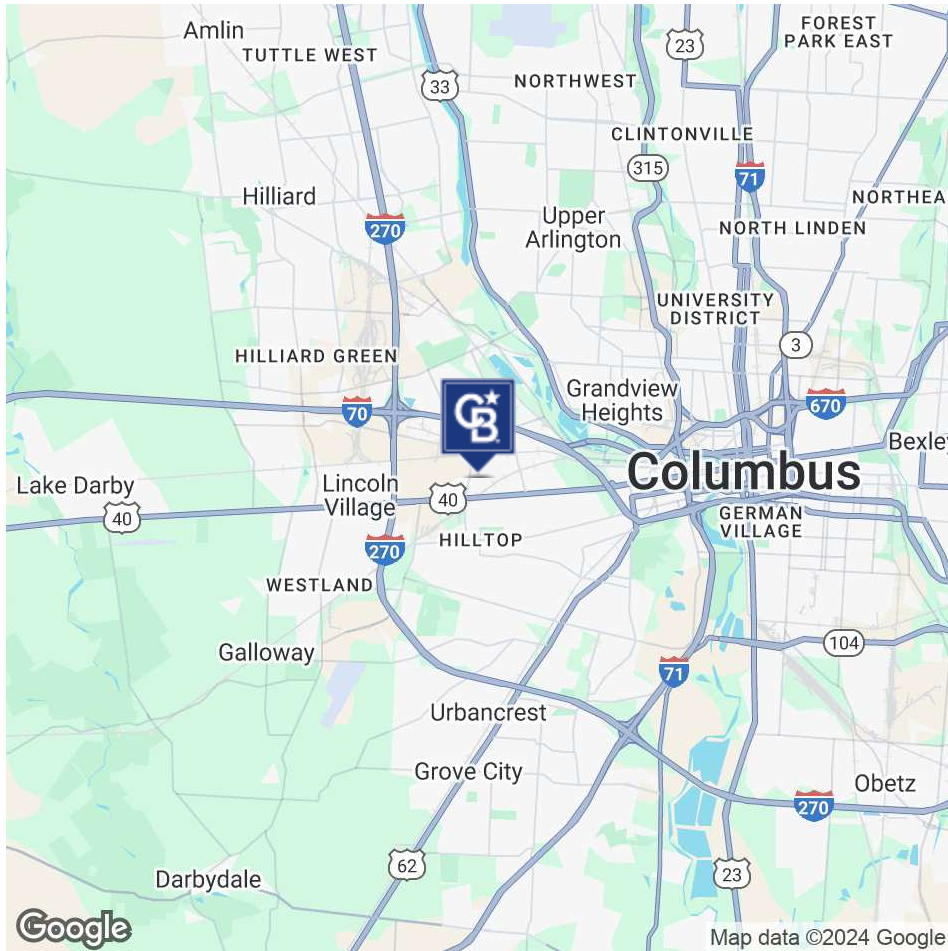 Amlin
TUTTLE WEST
33
23
FOREST
PARK EAST
NORTHWEST
CLINTONVILLE
315
71
Hilliard
NORTHEA
270
Upper
Arlington
NORTH LINDEN
UNIVERSITY
DISTRICT
3
HILLIARD GREEN
70
CB
Grandview
Heights
670
Bexley
Columbus
Lake Darby
40
Lincoln
Village
40
HILLTOP
GERMAN
VILLAGE
270
WESTLAND
Galloway
104
71
Urbancrest
Grove City
Obetz
270
62
23
Darbydale
Google
Map data ©2024 Google